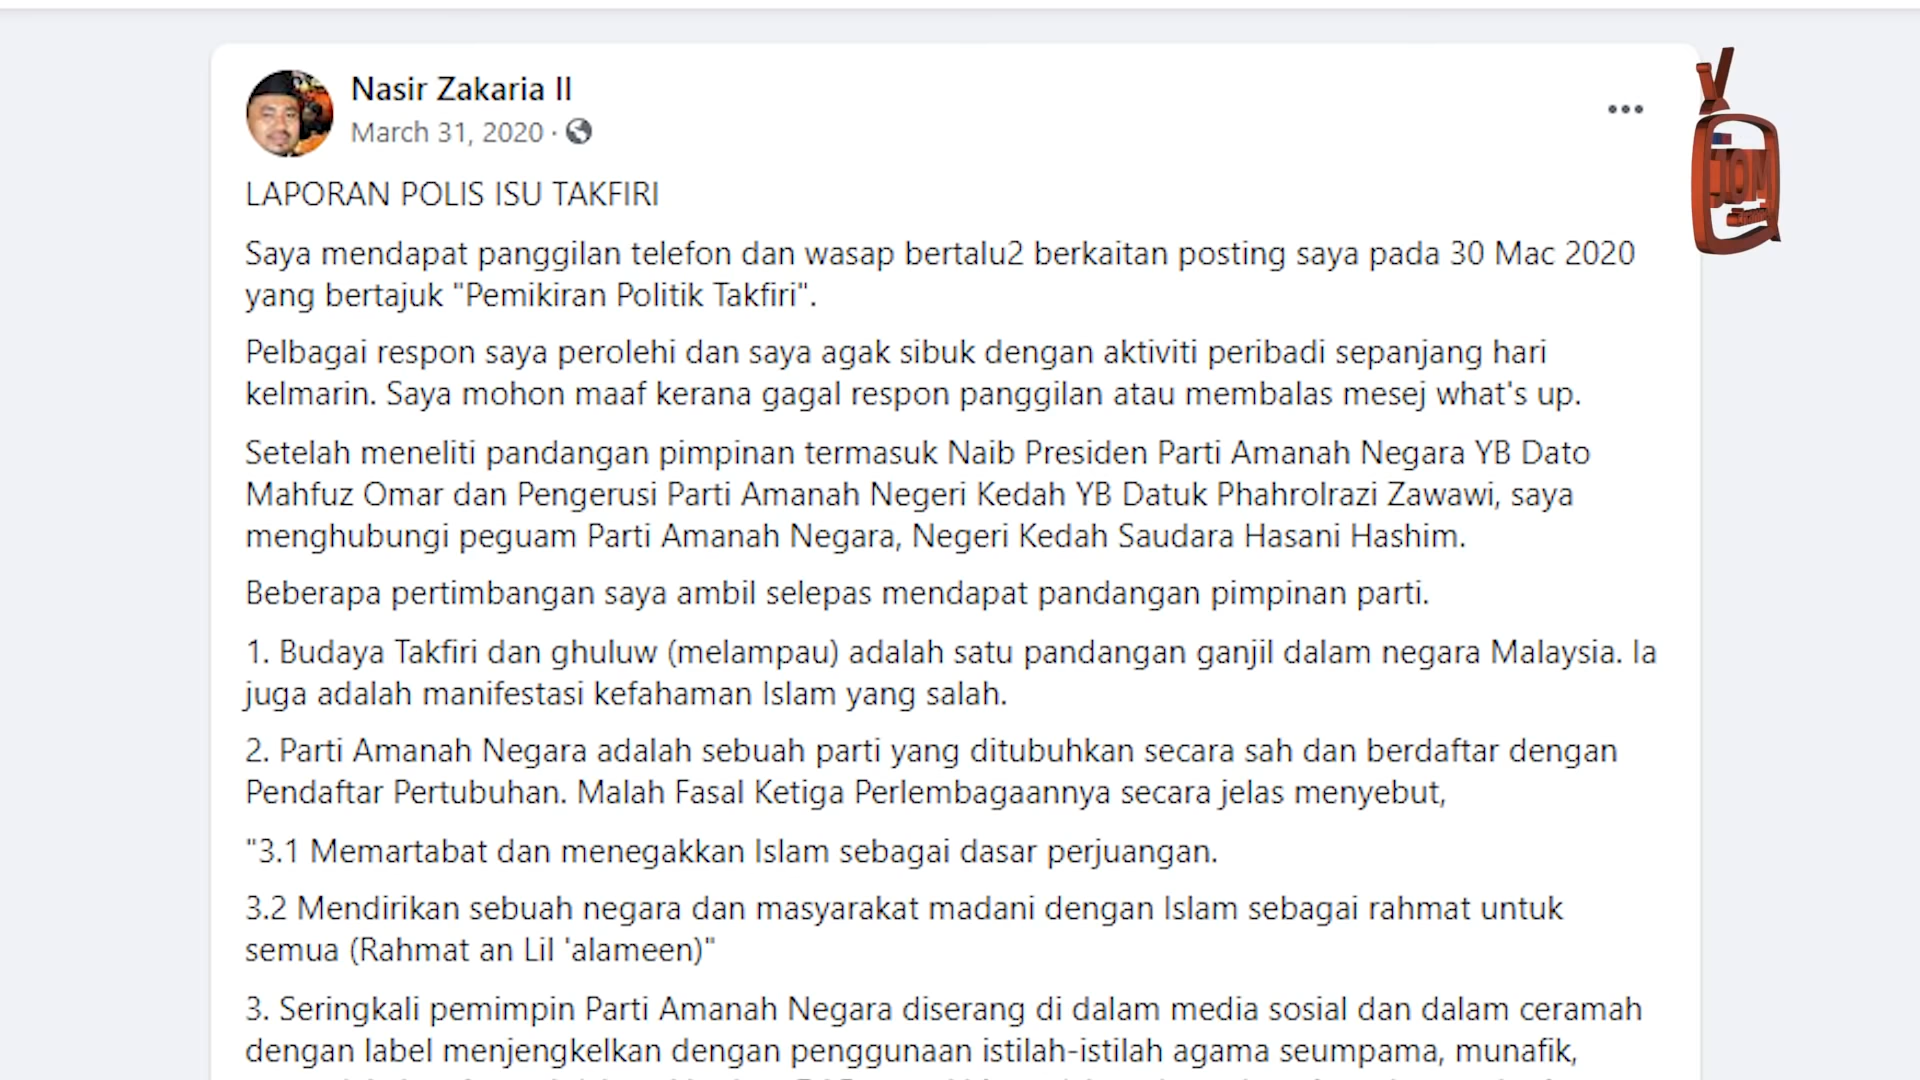 Nasir Zakaria II
March 31, 2020 ·
LAPORAN POLIS ISU TAKFIRI
Saya mendapat panggilan telefon dan wasap bertalu2 berkaitan posting saya pada 30 Mac 2020
yang bertajuk "Pemikiran Politik Takfiri".
Pelbagai respon saya perolehi dan saya agak sibuk dengan aktiviti peribadi sepanjang hari
kelmarin. Saya mohon maaf kerana gagal respon panggilan atau membalas mesej what's up.
Setelah meneliti pandangan pimpinan termasuk Naib Presiden Parti Amanah Negara YB Dato
Mahfuz Omar dan Pengerusi Parti Amanah Negeri Kedah YB Datuk Phahrolrazi Zawawi, saya
menghubungi peguam Parti Amanah Negara, Negeri Kedah Saudara Hasani Hashim.
Beberapa pertimbangan saya ambil selepas mendapat pandangan pimpinan parti.
1. Budaya Takfiri dan ghuluw (melampau) adalah satu pandangan ganjil dalam negara Malaysia. Ia
juga adalah manifestasi kefahaman Islam yang salah.
2. Parti Amanah Negara adalah sebuah parti yang ditubuhkan secara sah dan berdaftar dengan
Pendaftar Pertubuhan. Malah Fasal Ketiga Perlembagaannya secara jelas menyebut,
"3.1 Memartabat dan menegakkan Islam sebagai dasar perjuangan.
3.2 Mendirikan sebuah negara dan masyarakat madani dengan Islam sebagai rahmat untuk
semua (Rahmat an Lil 'alameen)"
3. Seringkali pemimpin Parti Amanah Negara diserang di dalam media sosial dan dalam ceramah
dengan label menjengkelkan dengan penggunaan istilah-istilah agama seumpama, munafik,
JOM